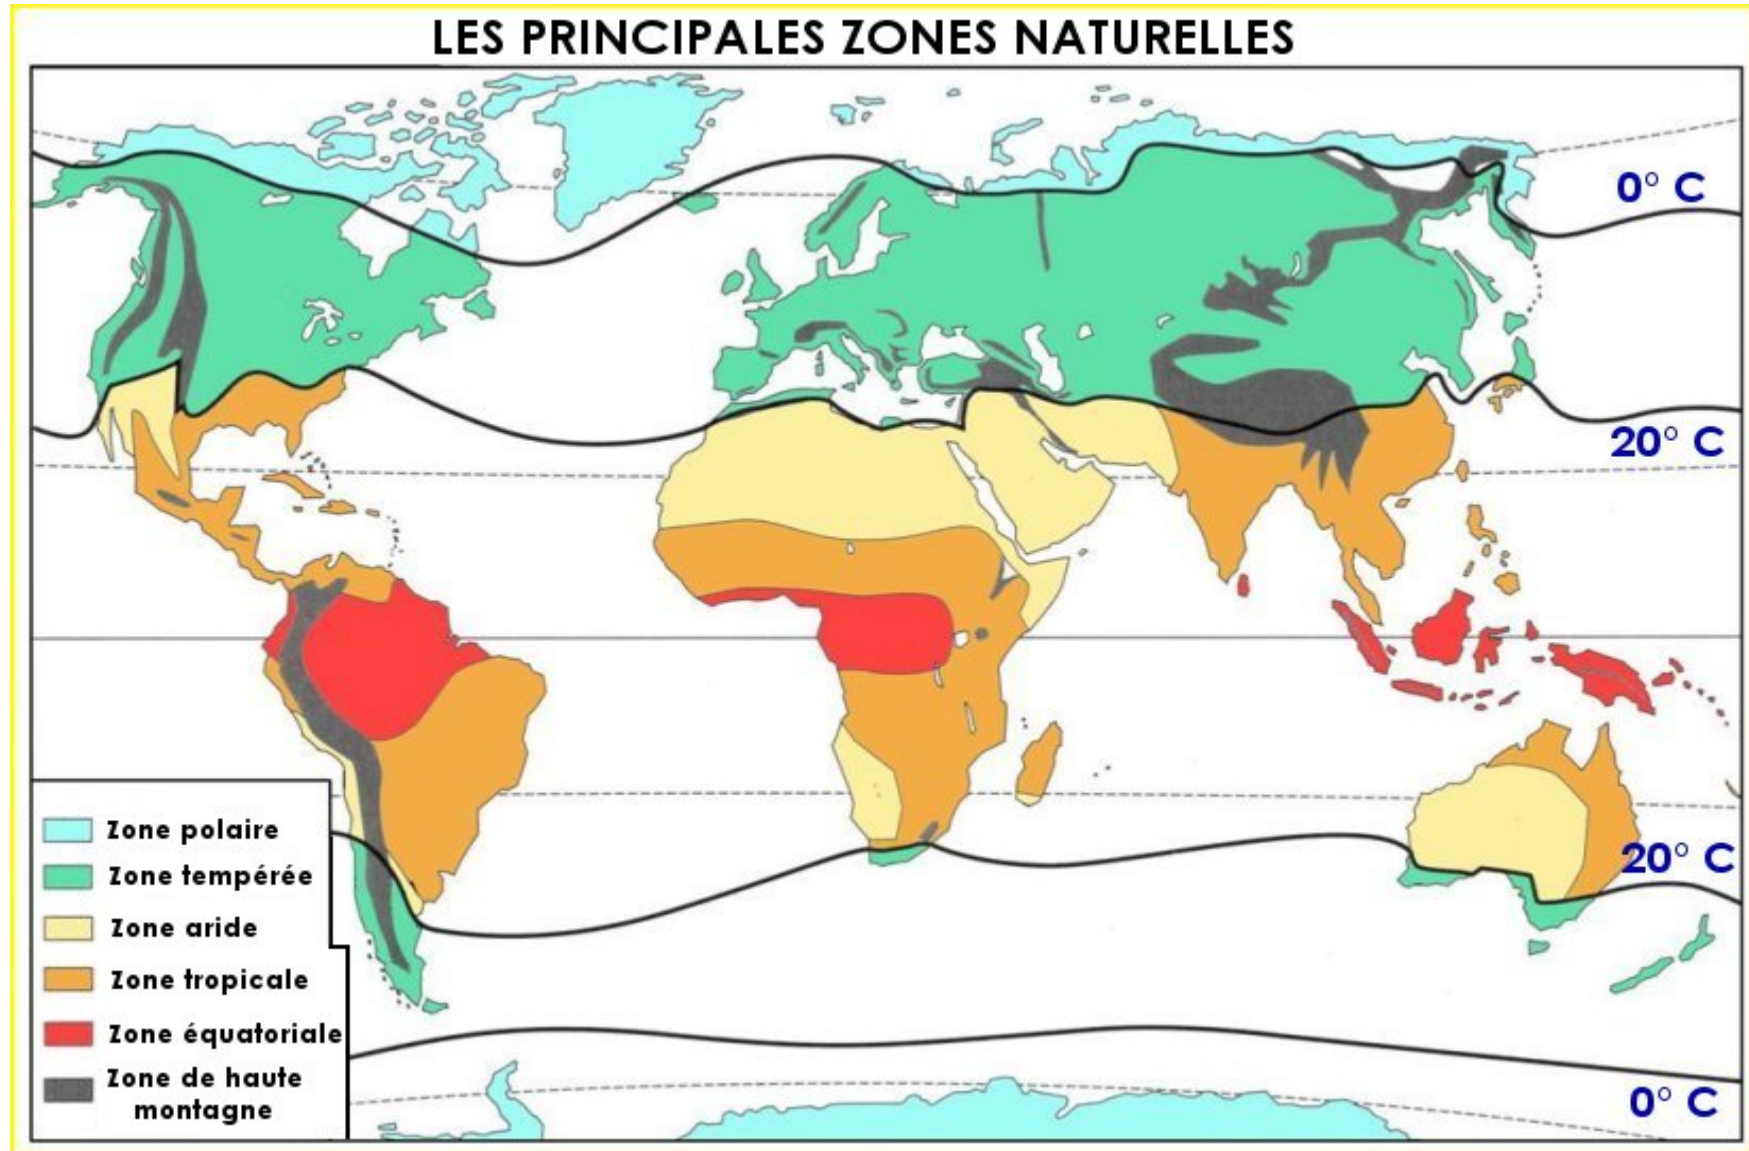 LES PRINCIPALES ZONES NATURELLES
0° C
20° C
20° C
0° C
Zone polaire
Zone tempérée
Zone aride
Zone tropicale
Zone équatoriale
Zone de haute
montagne